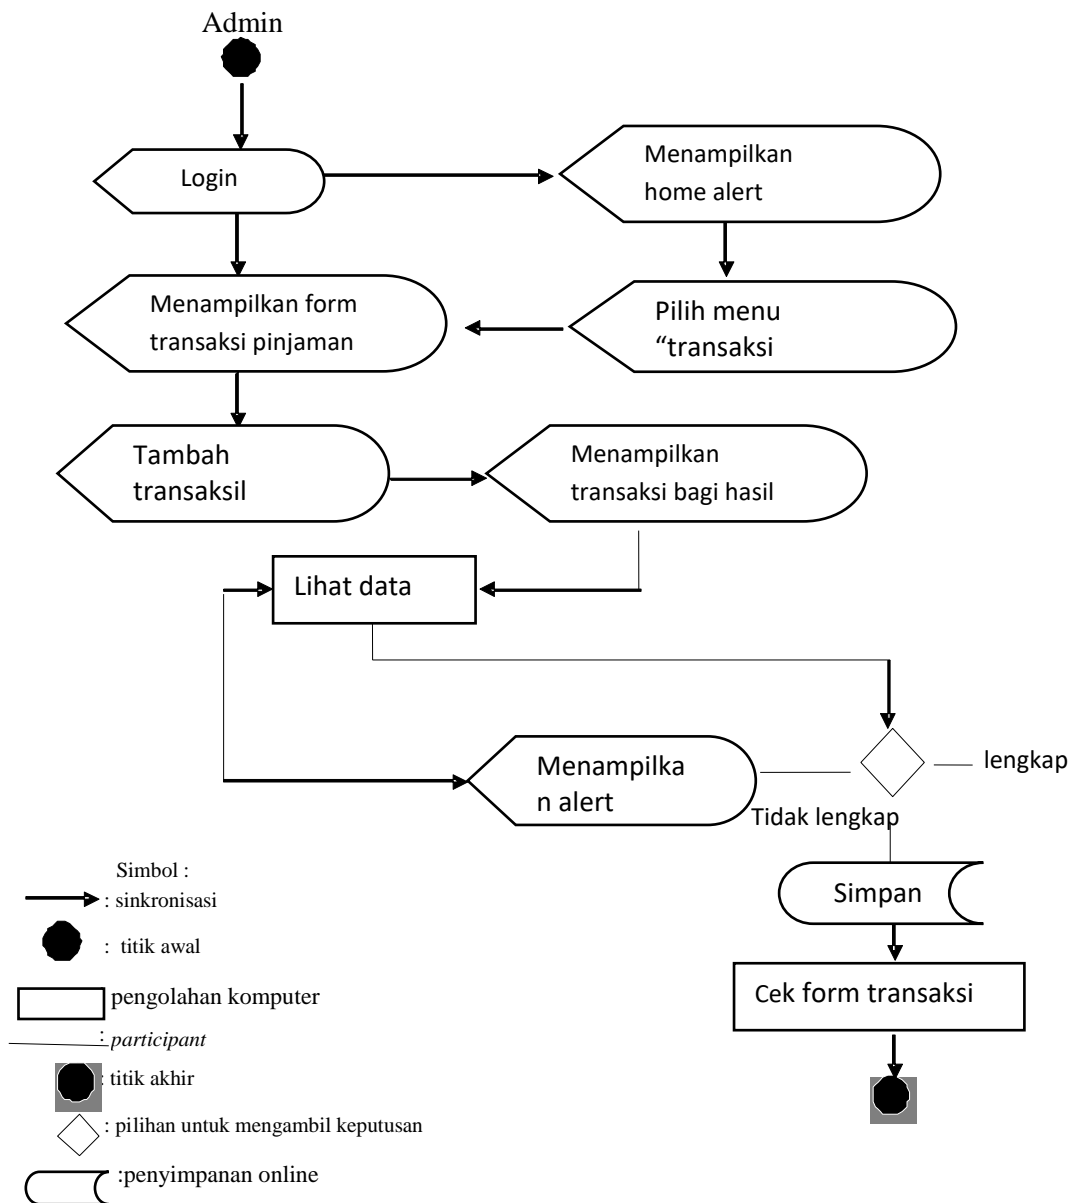 Admin
Login
Menampilkan
home alert
Menampilkan form
transaksi pinjaman
Pilih menu
“transaksi
Tambah
transaksil
Menampilkan
transaksi bagi hasil
Lihat data
Menampilka
n alert
lengkap
Tidak lengkap
Simpan
Cek form transaksi
Simbol :
: sinkronisasi
: titik awal
pengolahan komputer
: participant
: titik akhir
: pilihan untuk mengambil keputusan
:penyimpanan online